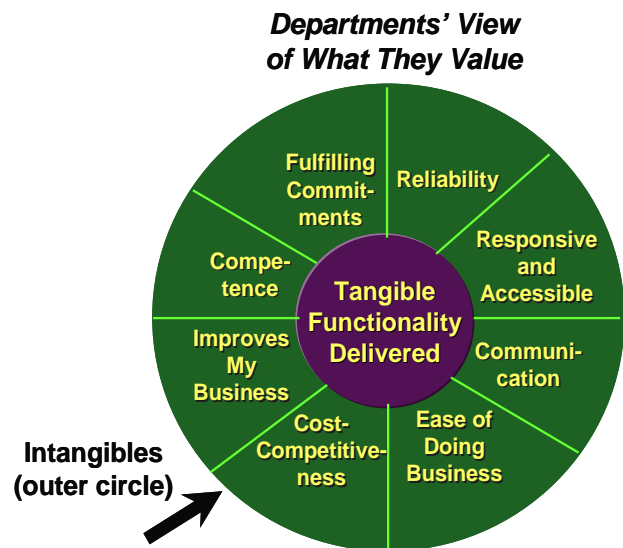 Departments' View
of What They Value
Fulfilling
Commit-
ments
Reliability
Responsive
and
Accessible
Communi-
cation
Ease of
Doing
Business
Cost-
Competitive-
ness
Improves
My
Business
Compe-
tence
Tangible
Functionality
Delivered
Intangibles
(outer circle)